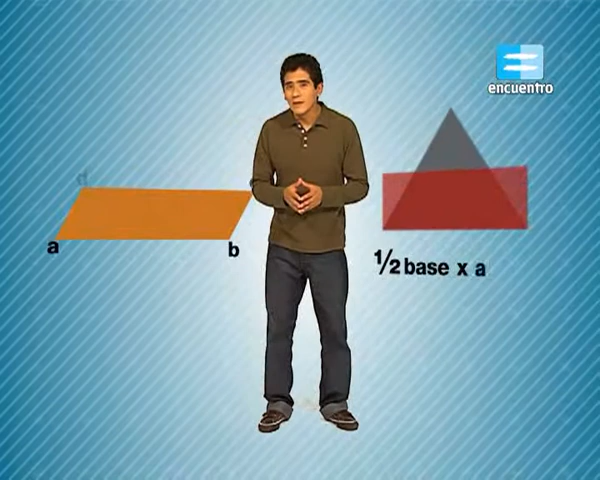 encuentro
d
a
b
½ base x a